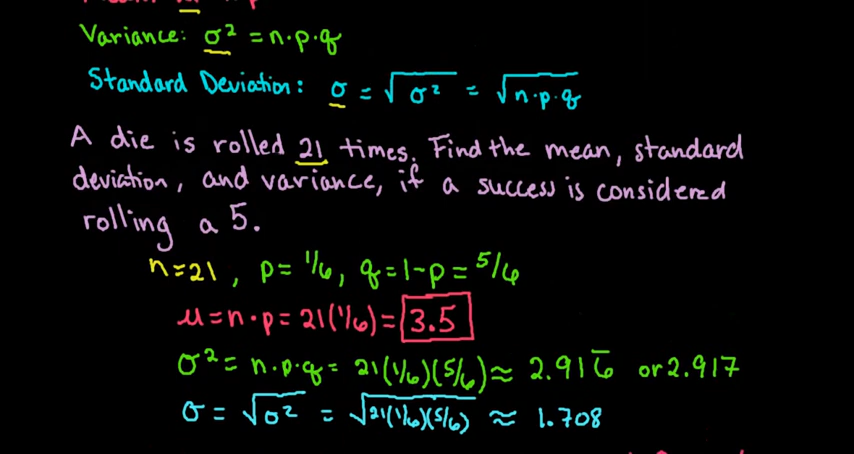 Variance: σ² = n·p·q
Standard Deviation: σ = √σ² = √n·p·q
A die is rolled 21 times. Find the mean, standard
deviation, and variance, if a success is considered
rolling a 5.
n=21, p= 1/6, q=1-p= 5/6
μ=n·p= 21(1/6)= 3.5
σ²= n·p·q= 21(1/6)(5/6)≈ 2.916̅ or 2.917
σ = √σ² = √21(1/6)(5/6) ≈ 1.708